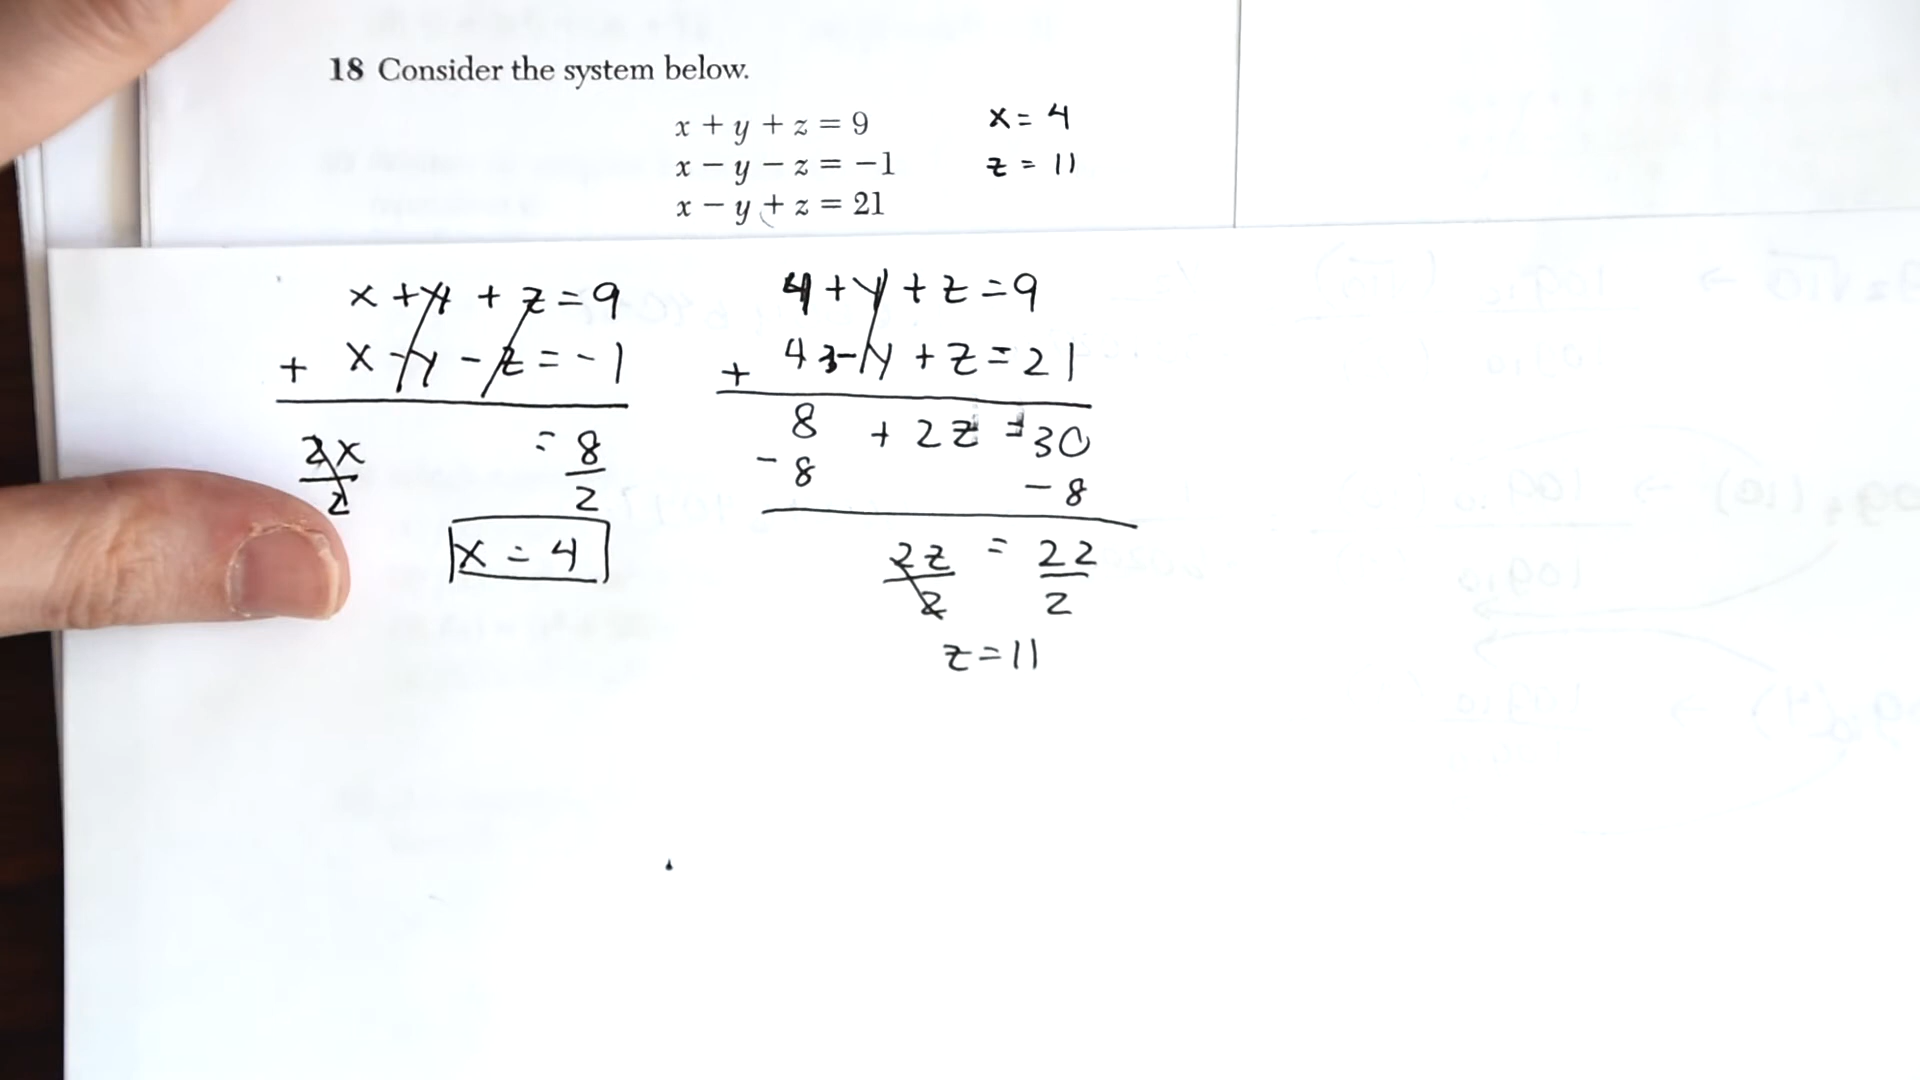 18 Consider the system below.
x + y + z = 9
x − y − z = −1
x − y + z = 21
x = 4
z = 11
x + y + z = 9
+ x - y - z = -1
2x = 8
2 2
x = 4
4 + y + z = 9
+ 4 - y + z = 21
8 + 2z = 30
- 8 - 8
2z = 22
2 2
z = 11